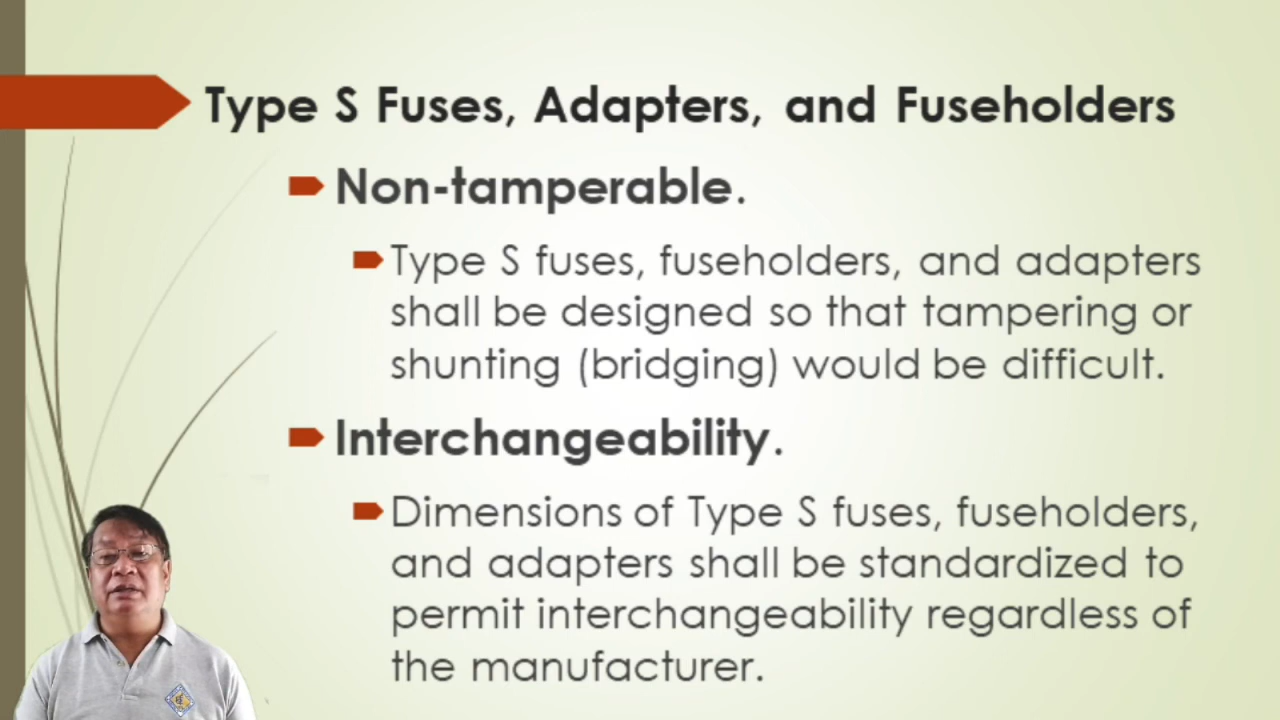 Type S Fuses, Adapters, and Fuseholders
Non-tamperable.
Type S fuses, fuseholders, and adapters
shall be designed so that tampering or
shunting (bridging) would be difficult.
Interchangeability.
Dimensions of Type S fuses, fuseholders,
and adapters shall be standardized to
permit interchangeability regardless of
the manufacturer.